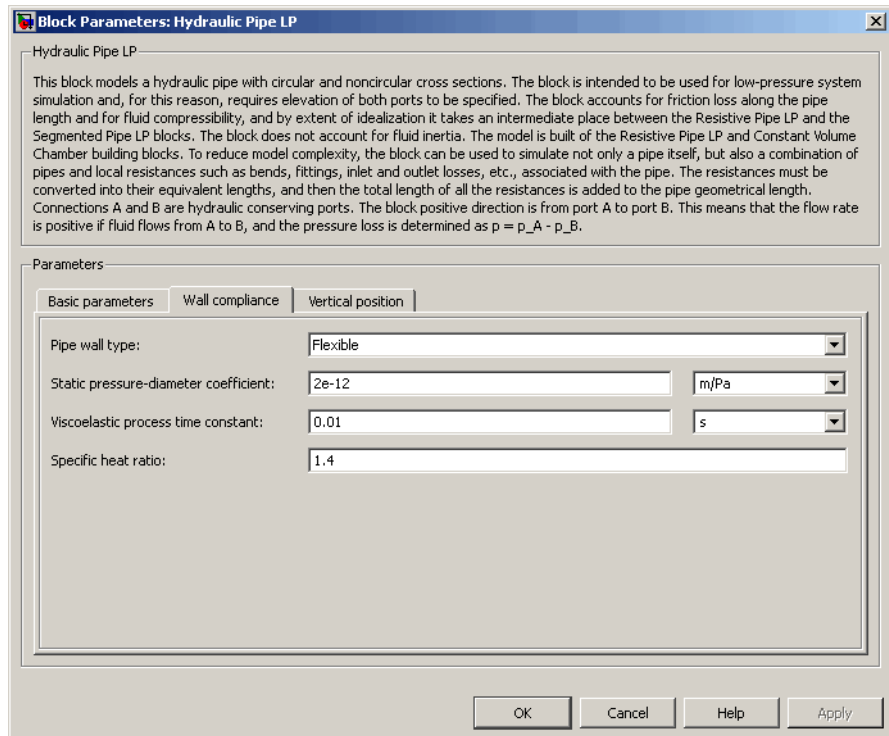 Block Parameters: Hydraulic Pipe LP
Hydraulic Pipe LP
This block models a hydraulic pipe with circular and noncircular cross sections. The block is intended to be used for low-pressure system
simulation and, for this reason, requires elevation of both ports to be specified. The block accounts for friction loss along the pipe
length and for fluid compressibility, and by extent of idealization it takes an intermediate place between the Resistive Pipe LP and the
Segmented Pipe LP blocks. The block does not account for fluid inertia. The model is built of the Resistive Pipe LP and Constant Volume
Chamber building blocks. To reduce model complexity, the block can be used to simulate not only a pipe itself, but also a combination of
pipes and local resistances such as bends, fittings, inlet and outlet losses, etc., associated with the pipe. The resistances must be
converted into their equivalent lengths, and then the total length of all the resistances is added to the pipe geometrical length.
Connections A and B are hydraulic conserving ports. The block positive direction is from port A to port B. This means that the flow rate
is positive if fluid flows from A to B, and the pressure loss is determined as p = p_A - p_B.
Parameters
Basic parameters Wall compliance Vertical position
Pipe wall type: Flexible
Static pressure-diameter coefficient: 2e-12 m/Pa
Viscoelastic process time constant: 0.01 s
Specific heat ratio: 1.4
OK Cancel Help Apply